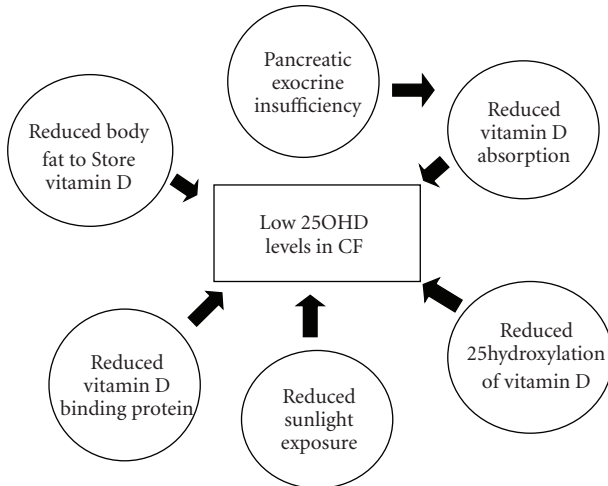 Pancreatic
exocrine
insufficiency
Reduced body
fat to Store
vitamin D
Reduced
vitamin D
absorption
Low 25OHD
levels in CF
Reduced
vitamin D
binding protein
Reduced
sunlight
exposure
Reduced
25hydroxylation
of vitamin D